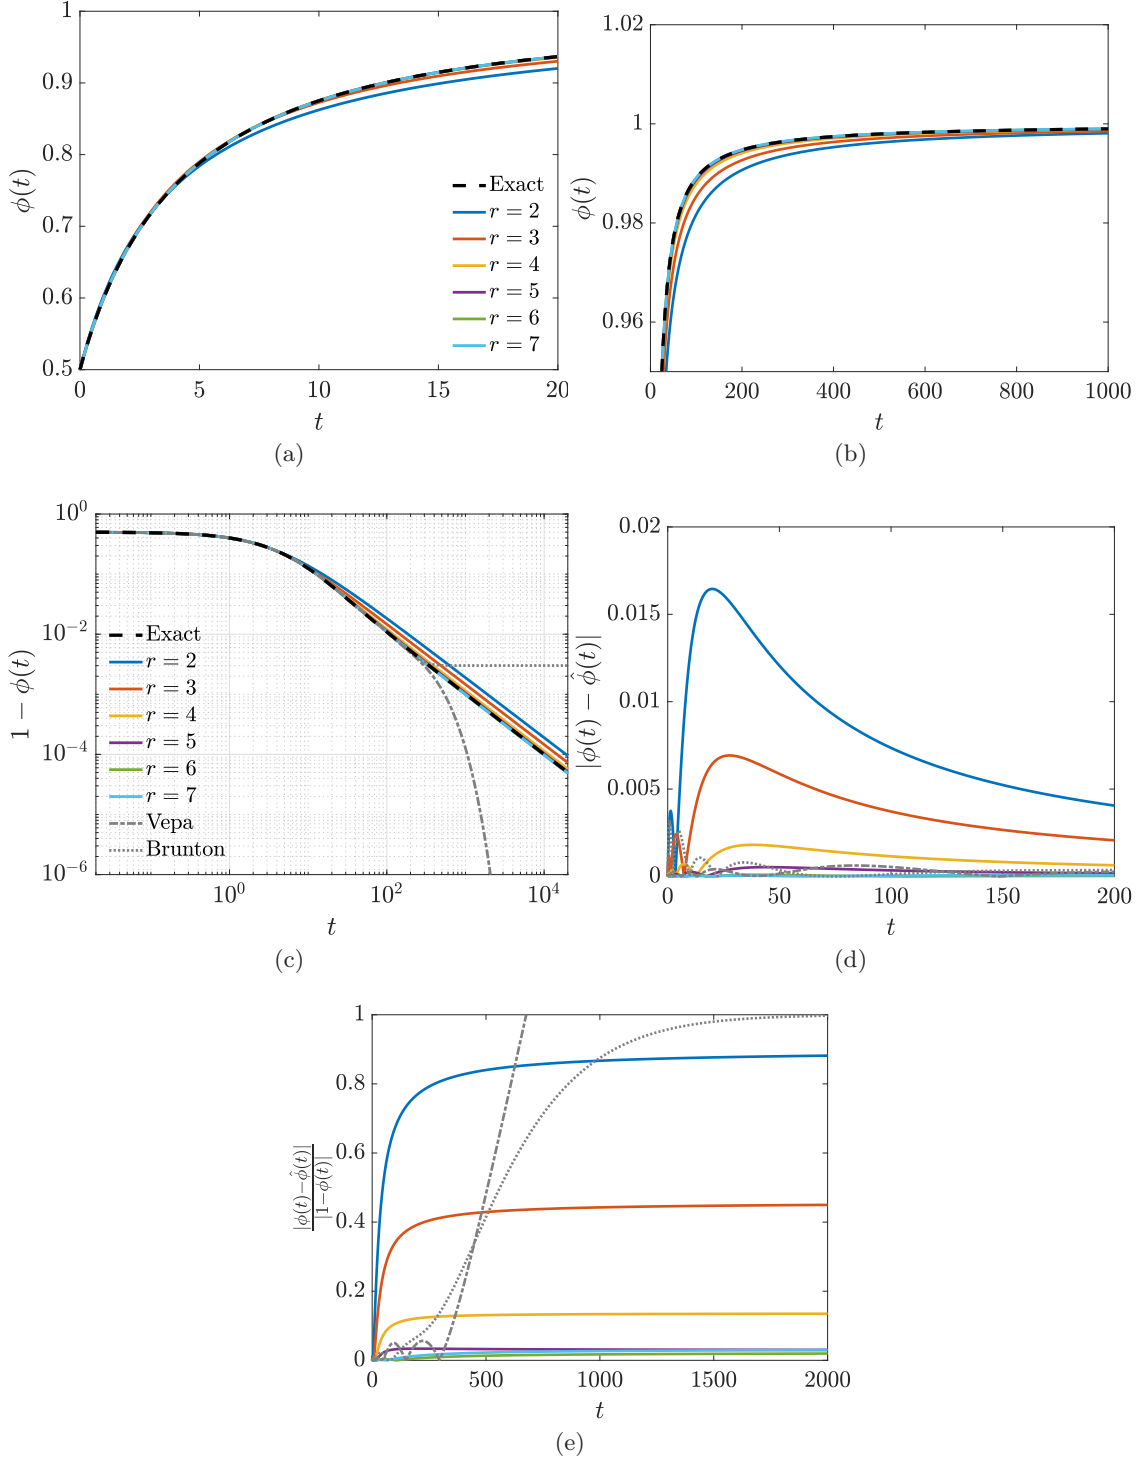 1
0.9
0.8
0.7
0.6
0.5
ϕ(t)
0 5 10 15 20
t
Exact
r = 2
r = 3
r = 4
r = 5
r = 6
r = 7
(a)
1.02
1
0.98
0.96
ϕ(t)
0 200 400 600 800 1000
t
(b)
10^0
10^-2
10^-4
10^-6
1 − ϕ(t)
10^0 10^2 10^4
t
Exact
r = 2
r = 3
r = 4
r = 5
r = 6
r = 7
Vepa
Brunton
(c)
0.02
0.015
0.01
0.005
0
|ϕ(t) − ϕ̂(t)|
0 50 100 150 200
t
(d)
1
0.8
0.6
0.4
0.2
0
|ϕ(t)−ϕ̂(t)|
|1−ϕ(t)|
0 500 1000 1500 2000
t
(e)